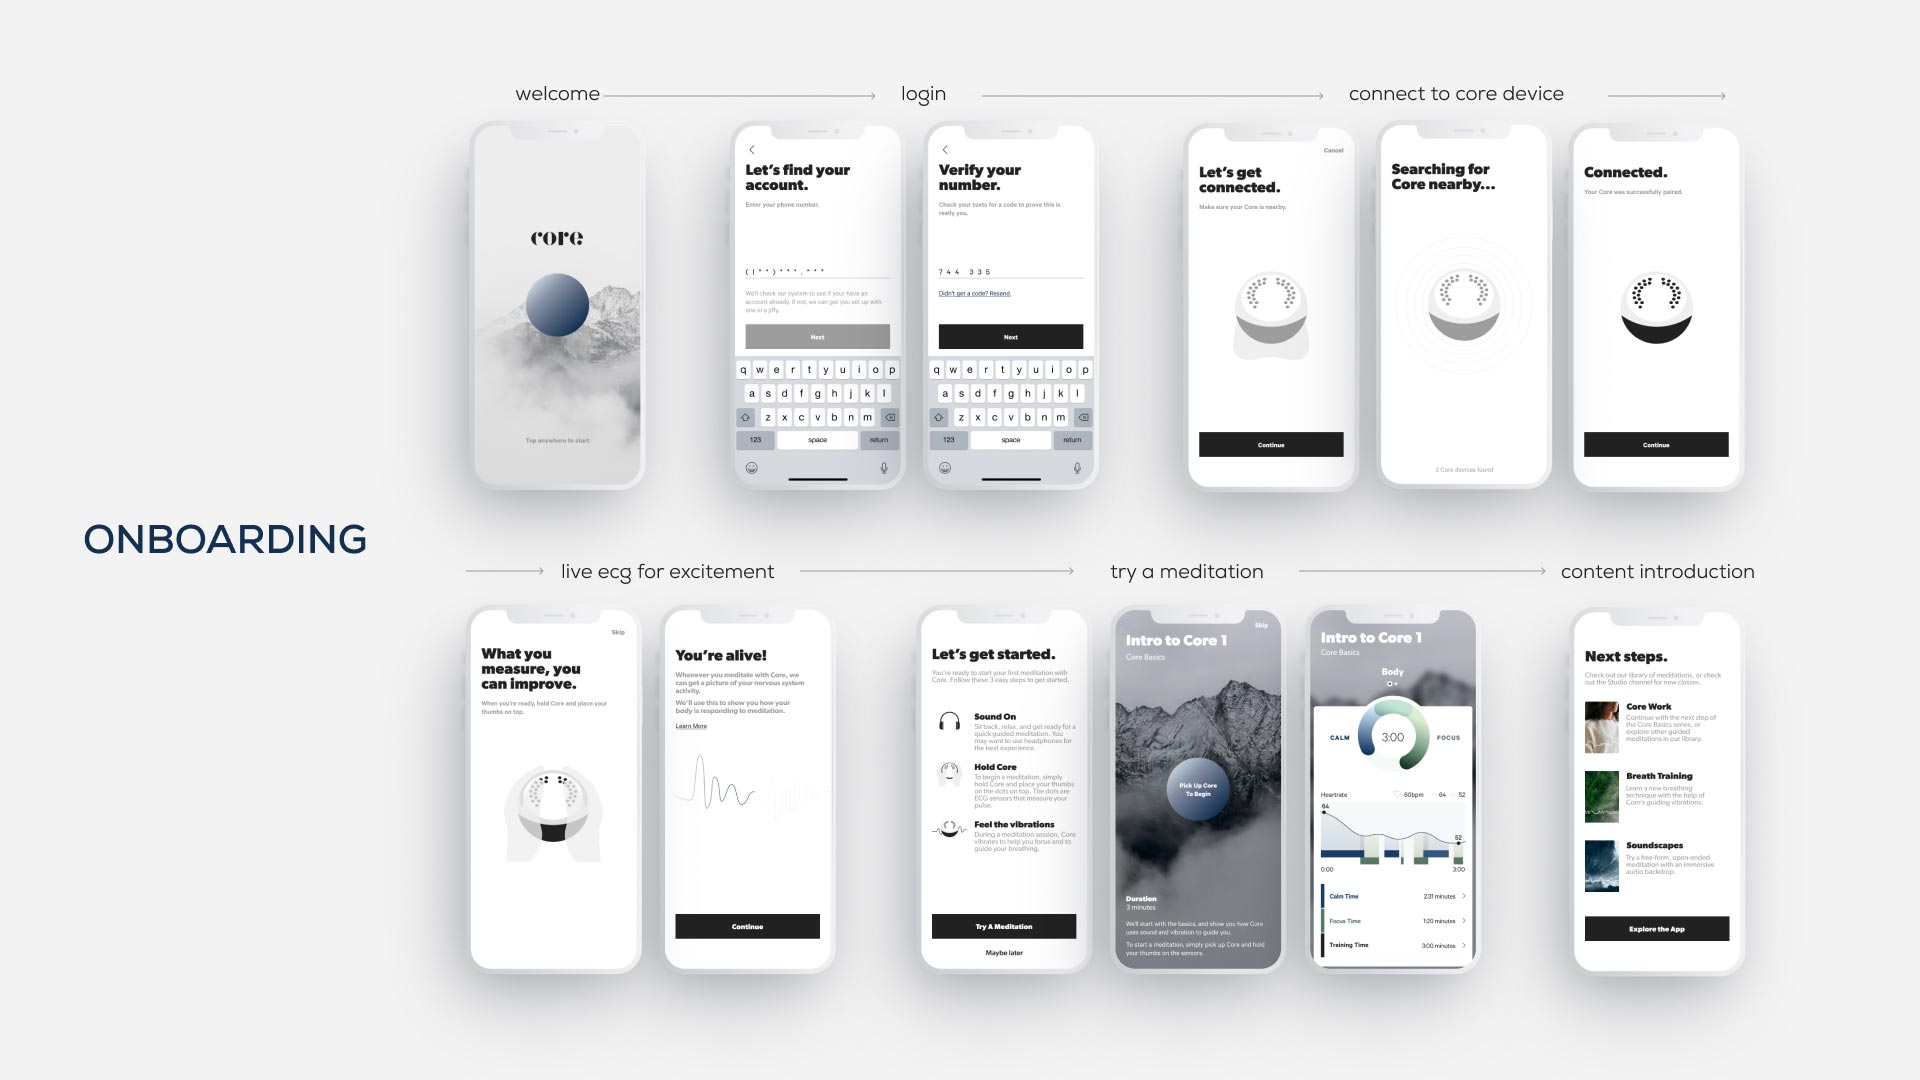 ONBOARDING
welcome
login
connect to core device
core
Tap anywhere to start
Let's find your
account.
Enter your phone number.
( | * * ) * * * . * * *
We'll check our system to see if your have an
account already. If not, we can get you set up with
one in a jiffy.
Next
q w e r t y u i o p
a s d f g h j k l
z x c v b n m
123 space return
Verify your
number.
Check your texts for a code to prove this is
really you.
744 335
Didn't get a code? Resend.
Next
q w e r t y u i o p
a s d f g h j k l
z x c v b n m
123 space return
Cancel
Let's get
connected.
Make sure your Core is nearby.
Continue
Searching for
Core nearby...
2 Core devices found
Connected.
Your Core was successfully paired.
Continue
live ecg for excitement
try a meditation
content introduction
Skip
What you
measure, you
can improve.
When you're ready, hold Core and place your
thumbs on top.
You're alive!
Whenever you meditate with Core, we
can get a picture of your nervous system
activity.
We'll use this to show you how your
body is responding to meditation.
Learn More
Continue
Let's get started.
You're ready to start your first meditation with
Core. Follow these 3 easy steps to get started.
Sound On
Sit back, relax, and get ready for a
quick guided meditation. You
may want to use headphones for
the best experience.
Hold Core
To begin a meditation, simply
hold Core and place your thumbs
on the dots on top. The dots are
ECG sensors that measure your
pulse.
Feel the vibrations
During a meditation session, Core
vibrates to help you focus and to
guide your breathing.
Try A Meditation
Maybe later
Skip
Intro to Core 1
Core Basics
Pick Up Core
To Begin
Duration
3 minutes
We'll start with the basics, and show you how Core
uses sound and vibration to guide you.
To start a meditation, simply pick up Core and hold
your thumbs on the sensors.
Intro to Core 1
Core Basics
Body
CALM 3:00 FOCUS
Heartrate 60bpm 64 52
64
52
0:00 3:00
Calm Time 2:31 minutes
Focus Time 1:20 minutes
Training Time 3:00 minutes
Next steps.
Check out our library of meditations, or check
out the Studio channel for new classes.
Core Work
Continue with the next step of
the Core Basics series, or
explore other guided
meditations in our library.
Breath Training
Learn a new breathing
technique with the help of
Core's guiding vibrations.
Soundscapes
Try a free-form, open-ended
meditation with an immersive
audio backdrop.
Explore the App